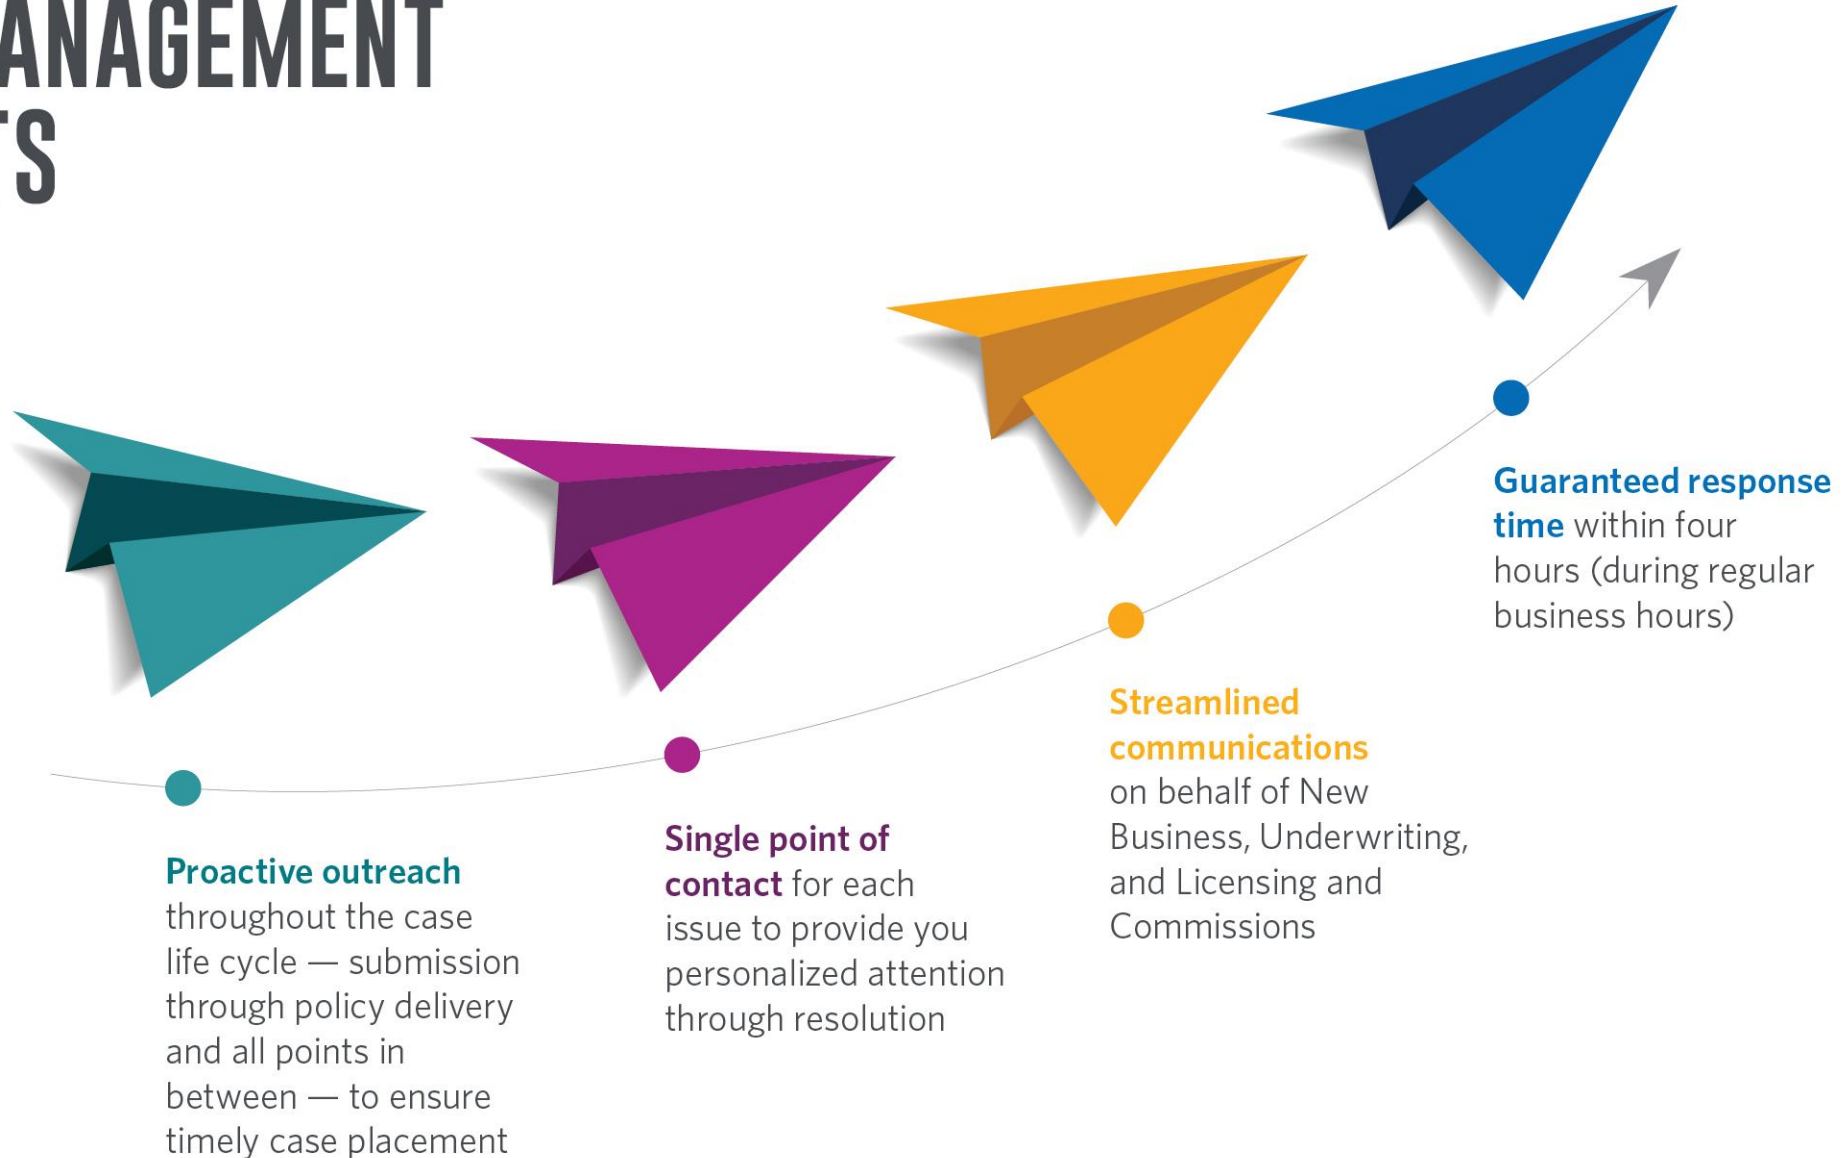 ANAGEMENT
TS
Proactive outreach
throughout the case
life cycle — submission
through policy delivery
and all points in
between — to ensure
timely case placement
Single point of
contact for each
issue to provide you
personalized attention
through resolution
Streamlined
communications
on behalf of New
Business, Underwriting,
and Licensing and
Commissions
Guaranteed response
time within four
hours (during regular
business hours)